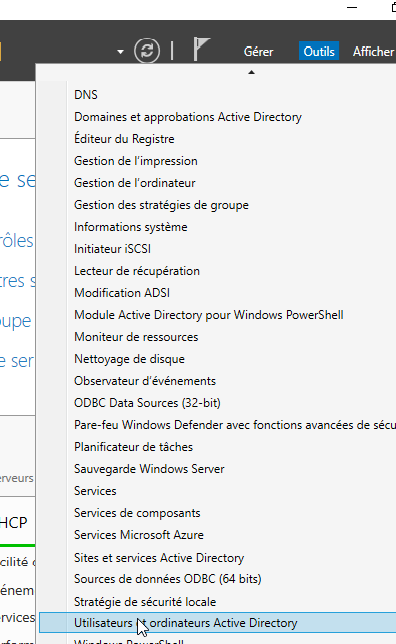 Gérer Outils Afficher
DNS
Domaines et approbations Active Directory
Éditeur du Registre
Gestion de l'impression
Gestion de l'ordinateur
Gestion des stratégies de groupe
Informations système
Initiateur iSCSI
Lecteur de récupération
Modification ADSI
Module Active Directory pour Windows PowerShell
Moniteur de ressources
Nettoyage de disque
Observateur d'événements
ODBC Data Sources (32-bit)
Pare-feu Windows Defender avec fonctions avancées de sécu
Planificateur de tâches
Sauvegarde Windows Server
Services
Services de composants
Services Microsoft Azure
Sites et services Active Directory
Sources de données ODBC (64 bits)
Stratégie de sécurité locale
Utilisateurs et ordinateurs Active Directory
Windows PowerShell
e se
rôles
tres s
oupe
e ser
erveurs
HCP
cilité d
énem
ervices